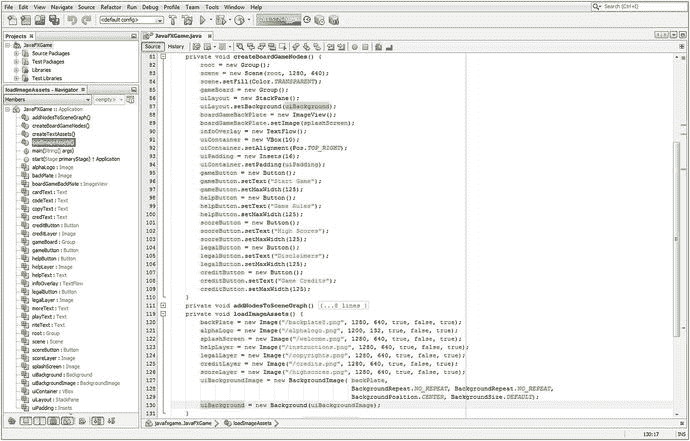 File Edit View Navigate Source Refactor Run Debug Profile Team Tools Window Help
Search (Ctrl+I)
<default config>
Projects
JavaFXGame
Source Packages
Test Packages
Libraries
Test Libraries
loadImageAssets - Navigator
Members <empty>
JavaFXGame :: Application
addNodesToSceneGraph()
createBoardGameNodes()
createTextAssets()
loadImageAssets()
main(String[] args)
start(Stage primaryStage) ↑ Application
alphaLogo : Image
backPlate : Image
boardGameBackPlate : ImageView
cardText : Text
codeText : Text
copyText : Text
credText : Text
creditButton : Button
creditLayer : Image
gameBoard : Group
gameButton : Button
helpButton : Button
helpLayer : Image
helpText : Text
infoOverlay : TextFlow
legalButton : Button
legalLayer : Image
moreText : Text
playText : Text
riteText : Text
root : Group
scene : Scene
scoreButton : Button
scoreLayer : Image
splashScreen : Image
uiBackground : Background
uiBackgroundImage : BackgroundImage
uiContainer : VBox
uiLayout : StackPane
uiPadding : Insets
JavaFXGame.java
Source History
81 private void createBoardGameNodes() {
82 root = new Group();
83 scene = new Scene(root, 1280, 640);
84 scene.setFill(Color.TRANSPARENT);
85 gameBoard = new Group();
86 uiLayout = new StackPane();
87 uiLayout.setBackground(uiBackground);
88 boardGameBackPlate = new ImageView();
89 boardGameBackPlate.setImage(splashScreen);
90 infoOverlay = new TextFlow();
91 uiContainer = new VBox(10);
92 uiContainer.setAlignment(Pos.TOP_RIGHT);
93 uiPadding = new Insets(16);
94 uiContainer.setPadding(uiPadding);
95 gameButton = new Button();
96 gameButton.setText("Start Game");
97 gameButton.setMaxWidth(125);
98 helpButton = new Button();
99 helpButton.setText("Game Rules");
100 helpButton.setMaxWidth(125);
101 scoreButton = new Button();
102 scoreButton.setText("High Scores");
103 scoreButton.setMaxWidth(125);
104 legalButton = new Button();
105 legalButton.setText("Disclaimers");
106 legalButton.setMaxWidth(125);
107 creditButton = new Button();
108 creditButton.setText("Game Credits");
109 creditButton.setMaxWidth(125);
110 }
111 private void addNodesToSceneGraph() {...8 lines }
119 private void loadImageAssets() {
120 backPlate = new Image("/backplate8.png", 1280, 640, true, false, true);
121 alphaLogo = new Image("/alphalogo.png", 1200, 132, true, false, true);
122 splashScreen = new Image("/welcome.png", 1280, 640, true, false, true);
123 helpLayer = new Image("/instructions.png", 1280, 640, true, false, true);
124 legalLayer = new Image("/copyrights.png", 1280, 640, true, false, true);
125 creditLayer = new Image("/credits.png", 1280, 640, true, false, true);
126 scoreLayer = new Image("/highscores.png", 1280, 640, true, false, true);
127 uiBackgroundImage = new BackgroundImage( backPlate,
128 BackgroundRepeat.NO_REPEAT, BackgroundRepeat.NO_REPEAT,
129 BackgroundPosition.CENTER, BackgroundSize.DEFAULT);
130 uiBackground = new Background(uiBackgroundImage);
131 }
javafxgame.JavaFXGame loadImageAssets
130:17 INS